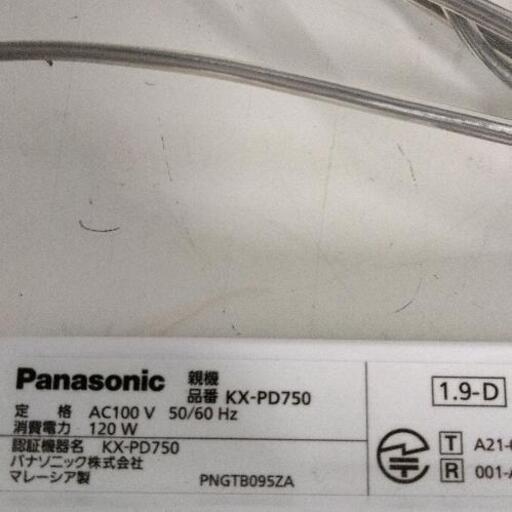 Panasonic 親機
品番 KX-PD750
定 格 AC100 V 50/60 Hz
消費電力 120 W
認証機器名 KX-PD750
パナソニック株式会社
マレーシア製 PNGTB095ZA
1.9-D
T A21-
R 001-A